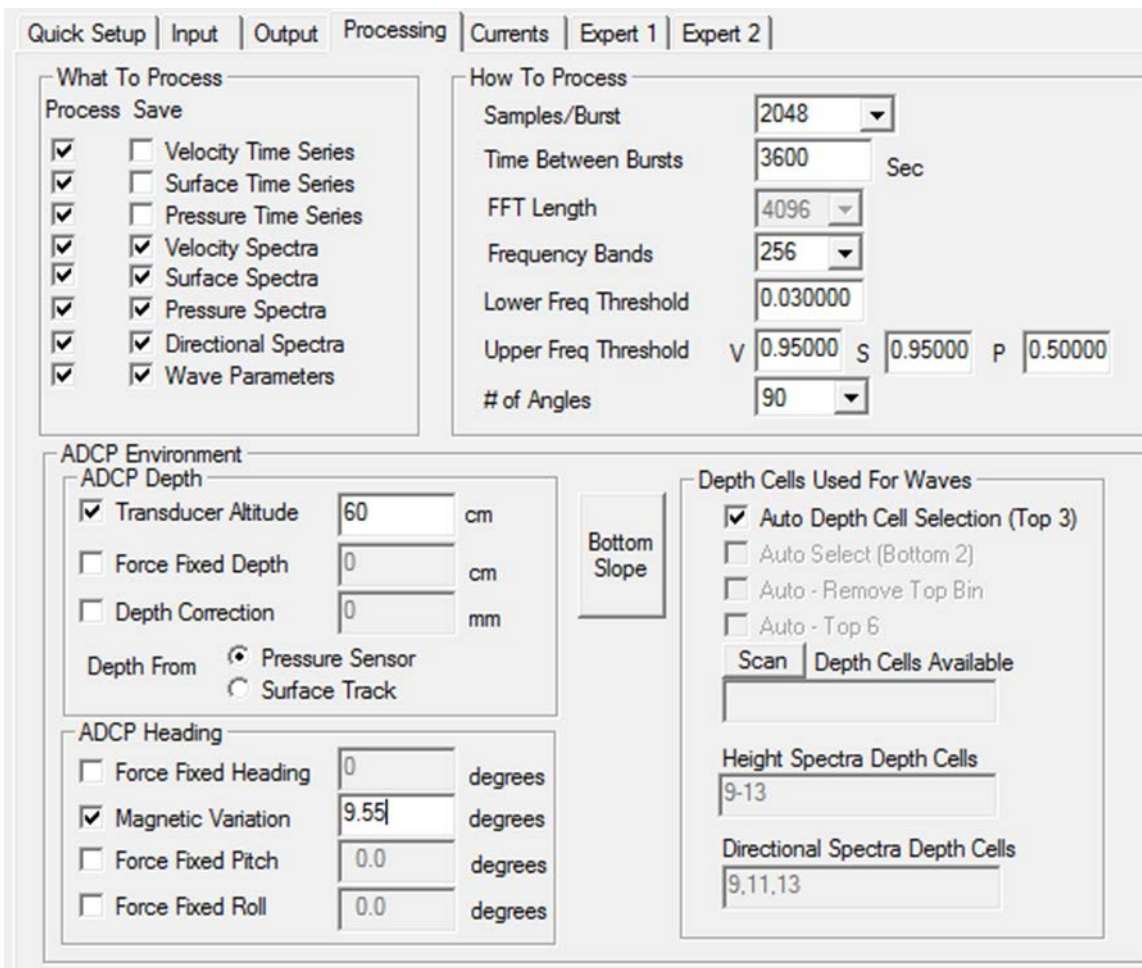 Quick Setup Input Output Processing Currents Expert 1 Expert 2
What To Process
Process Save
Velocity Time Series
Surface Time Series
Pressure Time Series
Velocity Spectra
Surface Spectra
Pressure Spectra
Directional Spectra
Wave Parameters
How To Process
Samples/Burst 2048
Time Between Bursts 3600 Sec
FFT Length 4096
Frequency Bands 256
Lower Freq Threshold 0.030000
Upper Freq Threshold V 0.95000 S 0.95000 P 0.50000
# of Angles 90
ADCP Environment
ADCP Depth
Transducer Altitude 60 cm
Force Fixed Depth 0 cm
Depth Correction 0 mm
Depth From Pressure Sensor
Surface Track
ADCP Heading
Force Fixed Heading 0 degrees
Magnetic Variation 9.55 degrees
Force Fixed Pitch 0.0 degrees
Force Fixed Roll 0.0 degrees
Bottom
Slope
Depth Cells Used For Waves
Auto Depth Cell Selection (Top 3)
Auto Select (Bottom 2)
Auto - Remove Top Bin
Auto - Top 6
Scan Depth Cells Available
Height Spectra Depth Cells
9-13
Directional Spectra Depth Cells
9,11,13